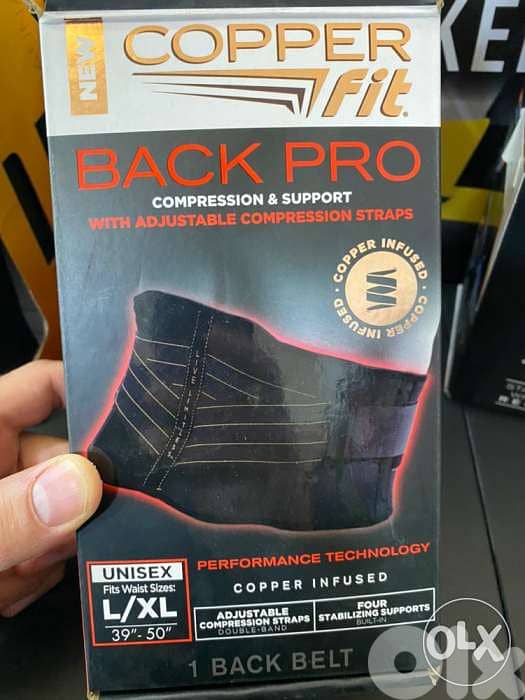 NEW
COPPER
fit.
BACK PRO
COMPRESSION & SUPPORT
WITH ADJUSTABLE COMPRESSION STRAPS
· COPPER INFUSED · COPPER INFUSED
PERFORMANCE TECHNOLOGY
COPPER INFUSED
UNISEX
Fits Waist Sizes:
L/XL
39"- 50"
ADJUSTABLE
COMPRESSION STRAPS
DOUBLE-BAND
FOUR
STABILIZING SUPPORTS
BUILT-IN
1 BACK BELT
KE
OLX
olx